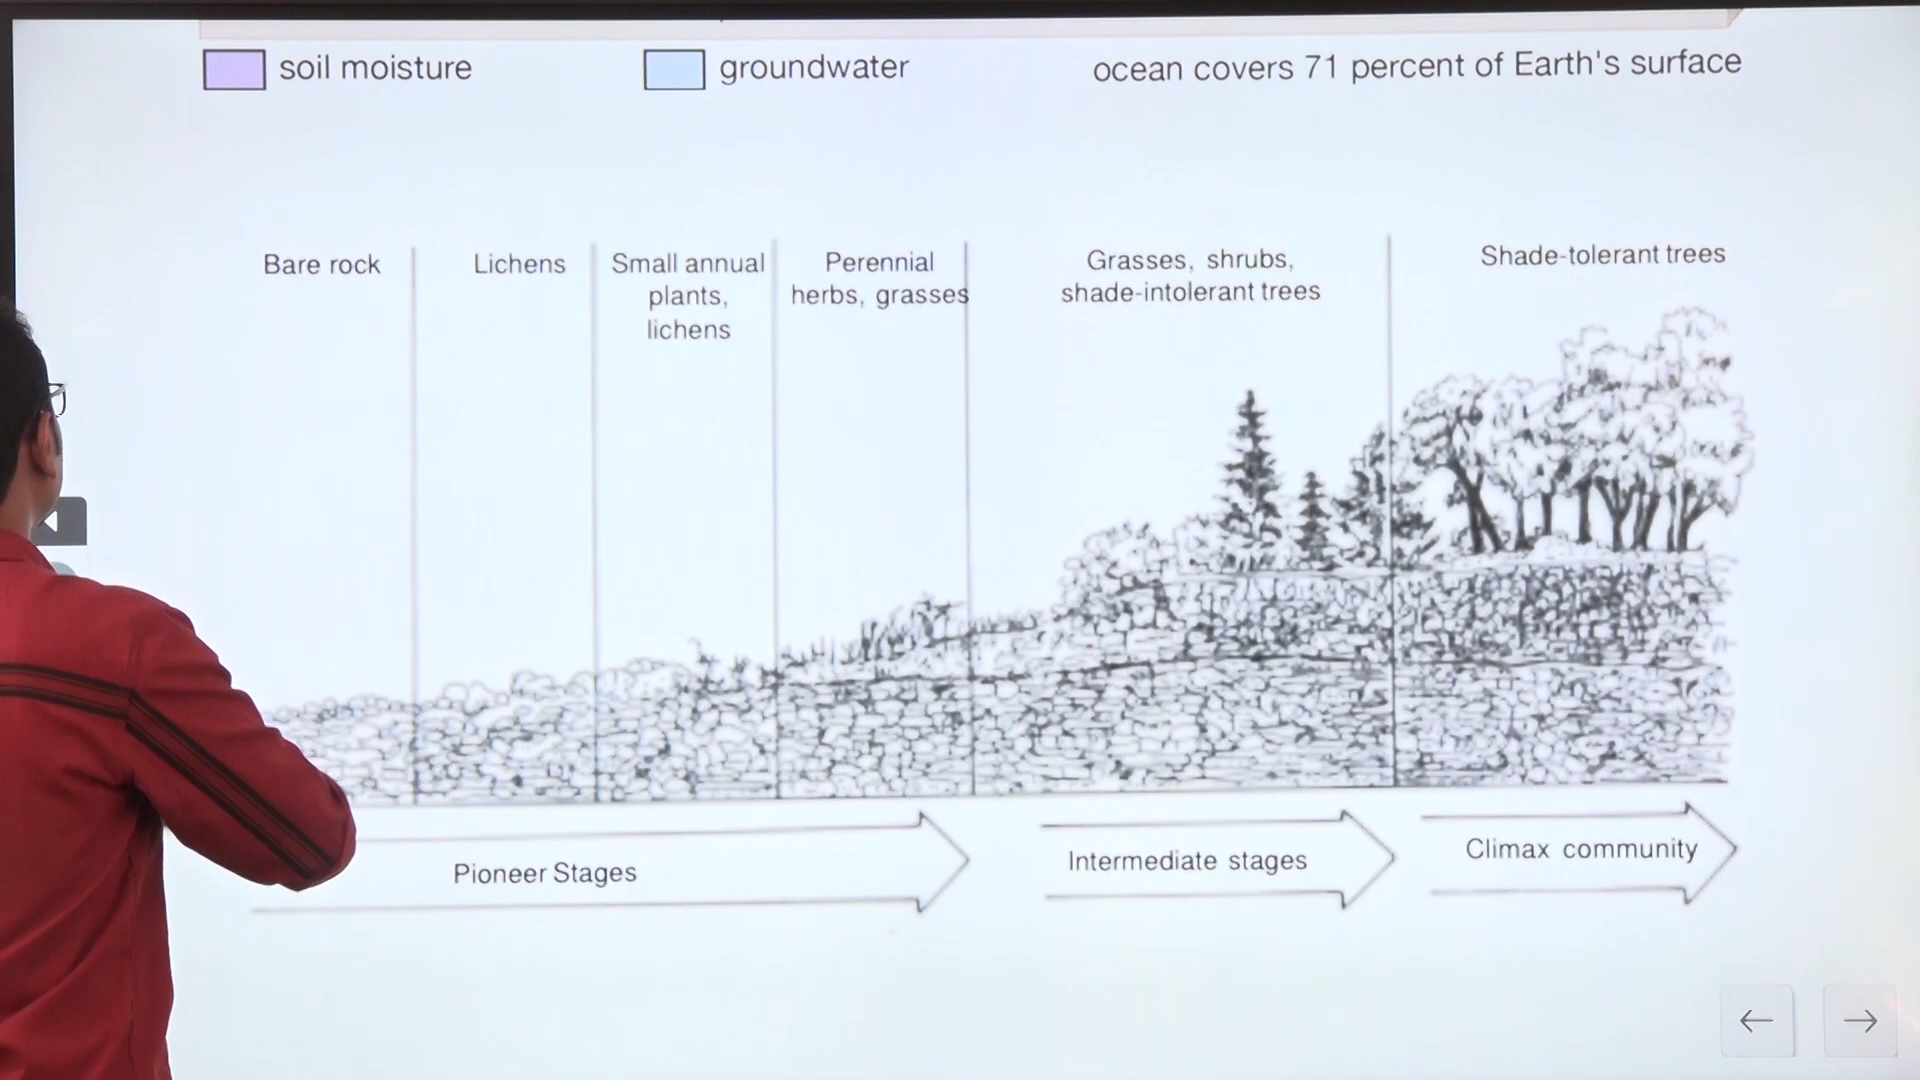 soil moisture
groundwater
ocean covers 71 percent of Earth's surface
Bare rock
Lichens
Small annual
plants,
lichens
Perennial
herbs, grasses
Grasses, shrubs,
shade-intolerant trees
Shade-tolerant trees
Pioneer Stages
Intermediate stages
Climax community